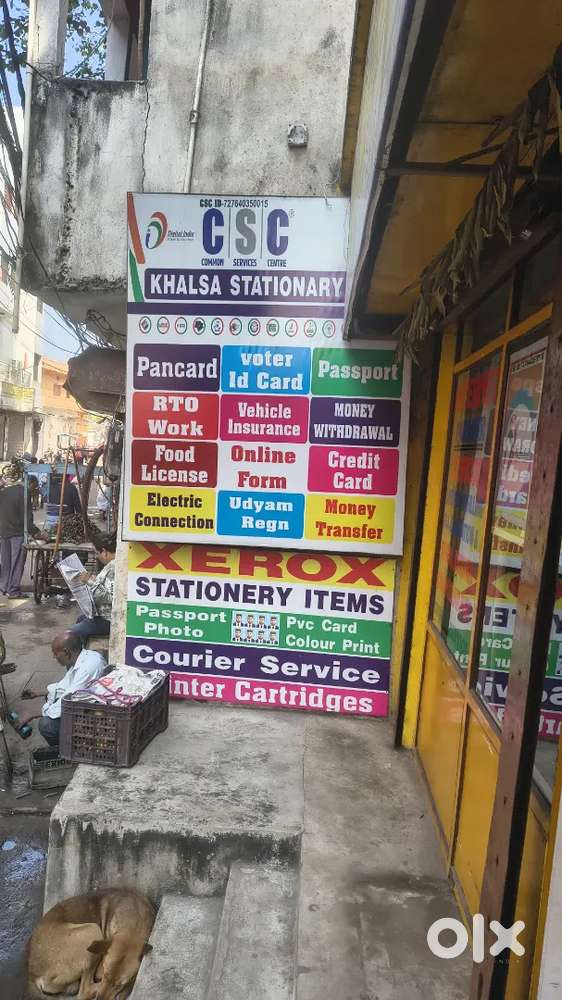 CSC ID-727640350015
Digital India
CSC
COMMON SERVICES CENTRE
KHALSA STATIONARY
Pancard
voter
Id Card
Passport
RTO
Work
Vehicle
Insurance
MONEY
WITHDRAWAL
Food
License
Online
Form
Credit
Card
Electric
Connection
Udyam
Regn
Money
Transfer
XEROX
STATIONERY ITEMS
Passport
Photo
Pvc Card
Colour Print
Courier Service
inter Cartridges
olx
INDIA